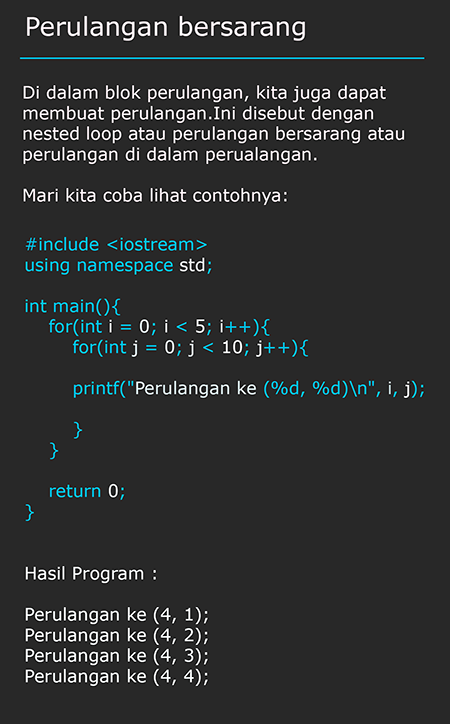 Perulangan bersarang
Di dalam blok perulangan, kita juga dapat
membuat perulangan.Ini disebut dengan
nested loop atau perulangan bersarang atau
perulangan di dalam perualangan.
Mari kita coba lihat contohnya:
#include <iostream>
using namespace std;
int main(){
for(int i = 0; i < 5; i++){
for(int j = 0; j < 10; j++){
printf("Perulangan ke (%d, %d)\n", i, j);
}
}
return 0;
}
Hasil Program :
Perulangan ke (4, 1);
Perulangan ke (4, 2);
Perulangan ke (4, 3);
Perulangan ke (4, 4);